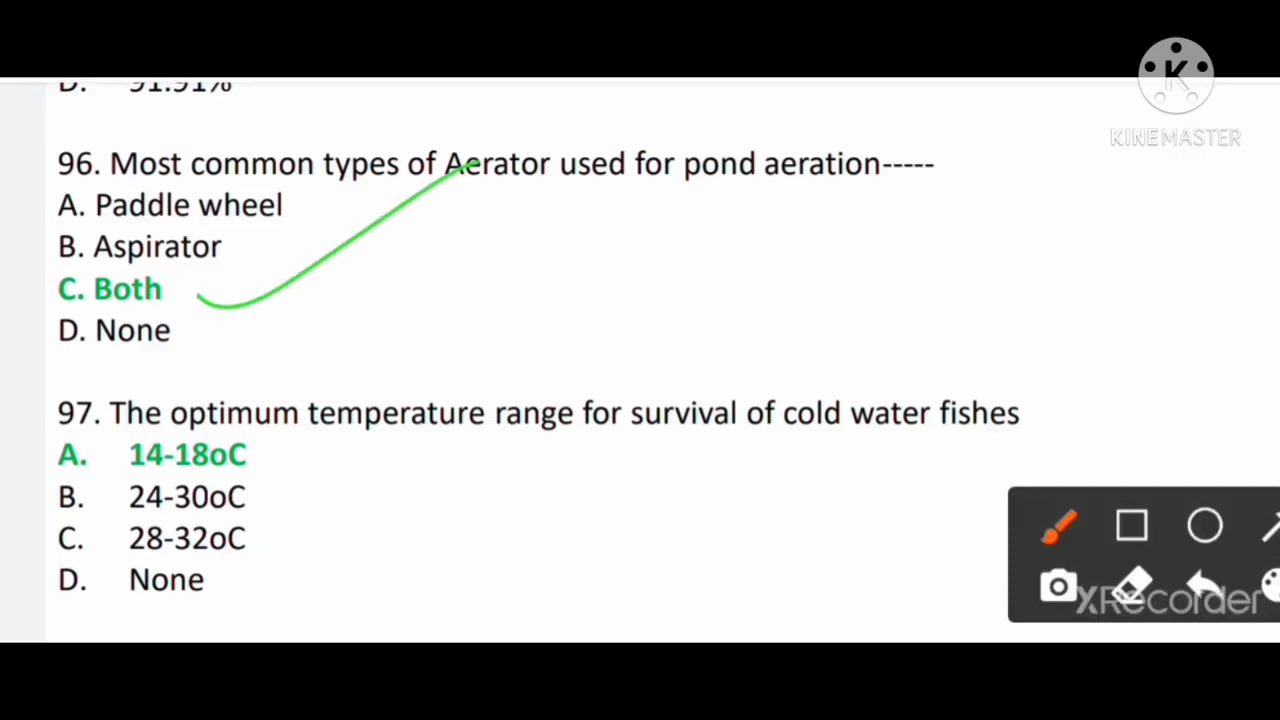 D. 91.91%
K
KINEMASTER
96. Most common types of Aerator used for pond aeration-----
A. Paddle wheel
B. Aspirator
C. Both
D. None
97. The optimum temperature range for survival of cold water fishes
A. 14-18oC
B. 24-30oC
C. 28-32oC
D. None
XRecorder